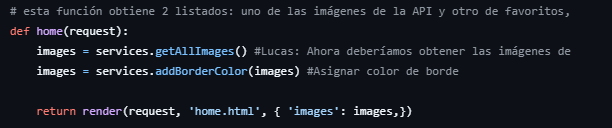 # esta función obtiene 2 listados: uno de las imágenes de la API y otro de favoritos,
def home(request):
images = services.getAllImages() #Lucas: Ahora deberíamos obtener las imágenes de
images = services.addBorderColor(images) #Asignar color de borde
return render(request, 'home.html', { 'images': images,})